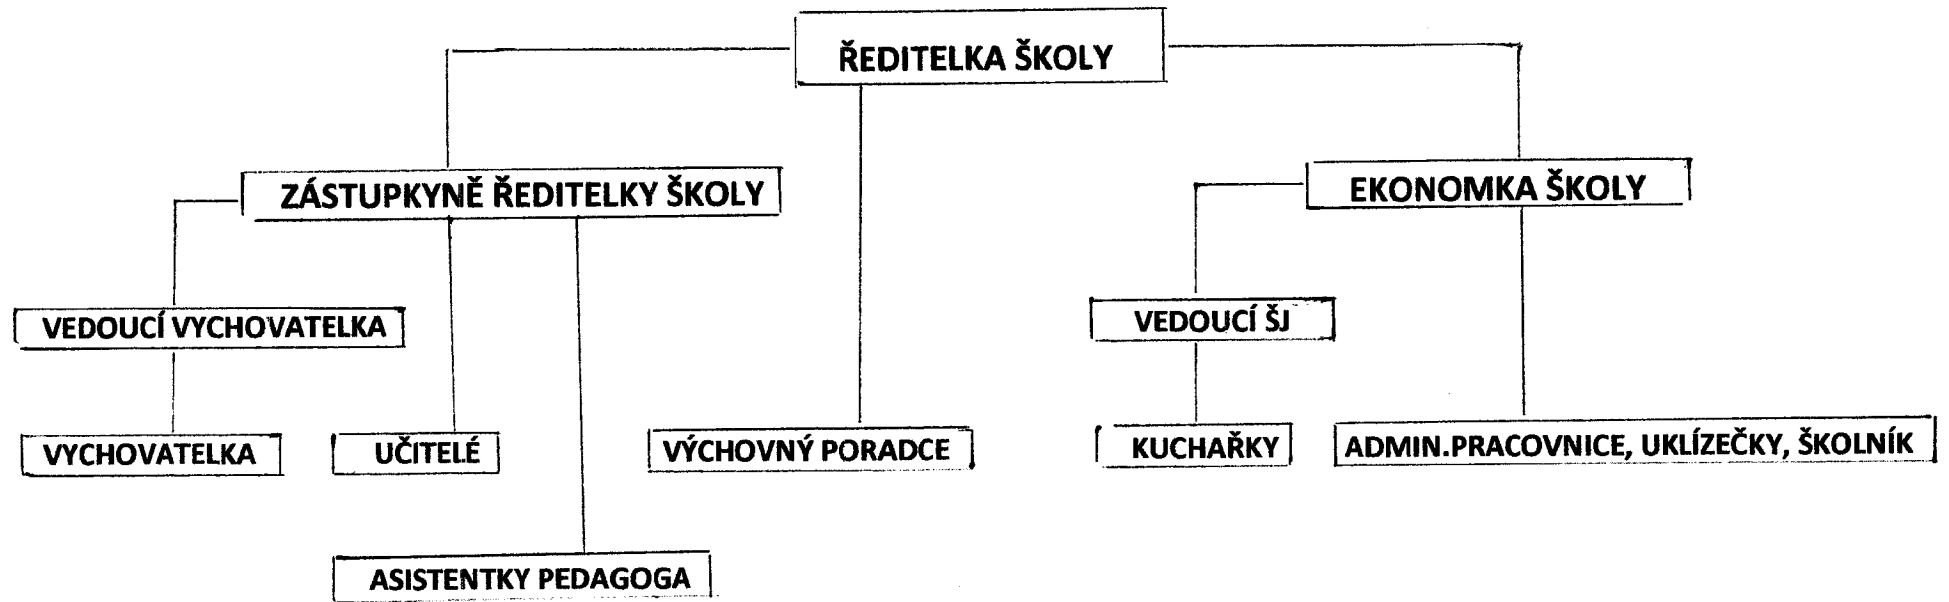 ŘEDITELKA ŠKOLY
ZÁSTUPKYNĚ ŘEDITELKY ŠKOLY
EKONOMKA ŠKOLY
VEDOUCÍ VYCHOVATELKA
VEDOUCÍ ŠJ
VYCHOVATELKA
UČITELÉ
VÝCHOVNÝ PORADCE
KUCHAŘKY
ADMIN.PRACOVNICE, UKLÍZEČKY, ŠKOLNÍK
ASISTENTKY PEDAGOGA